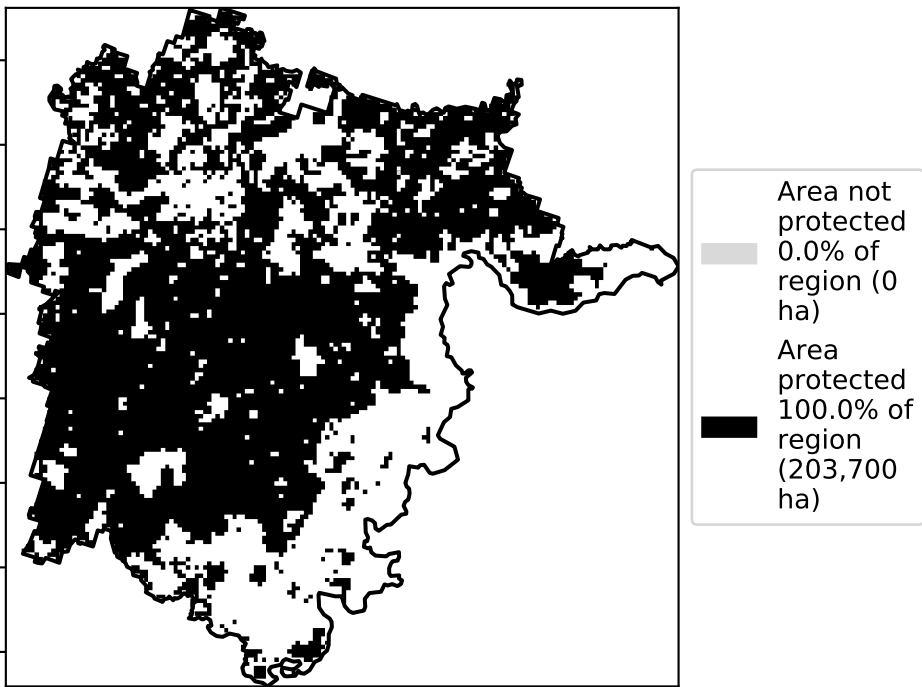 Area not
protected
0.0% of
region (0
ha)
Area
protected
100.0% of
region
(203,700
ha)